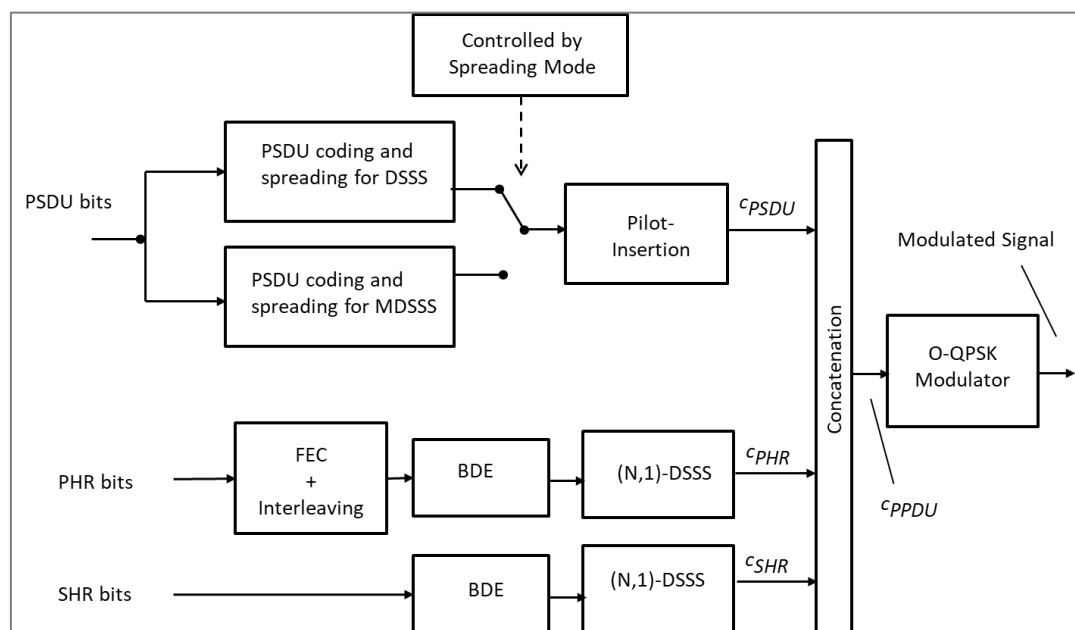 Controlled by
Spreading Mode
PSDU coding and
spreading for DSSS
PSDU bits
PSDU coding and
spreading for MDSSS
Pilot-
Insertion
cPSDU
Modulated Signal
Concatenation
O-QPSK
Modulator
PHR bits
FEC
+
Interleaving
BDE
(N,1)-DSSS
cPHR
cPPDU
SHR bits
BDE
(N,1)-DSSS
cSHR